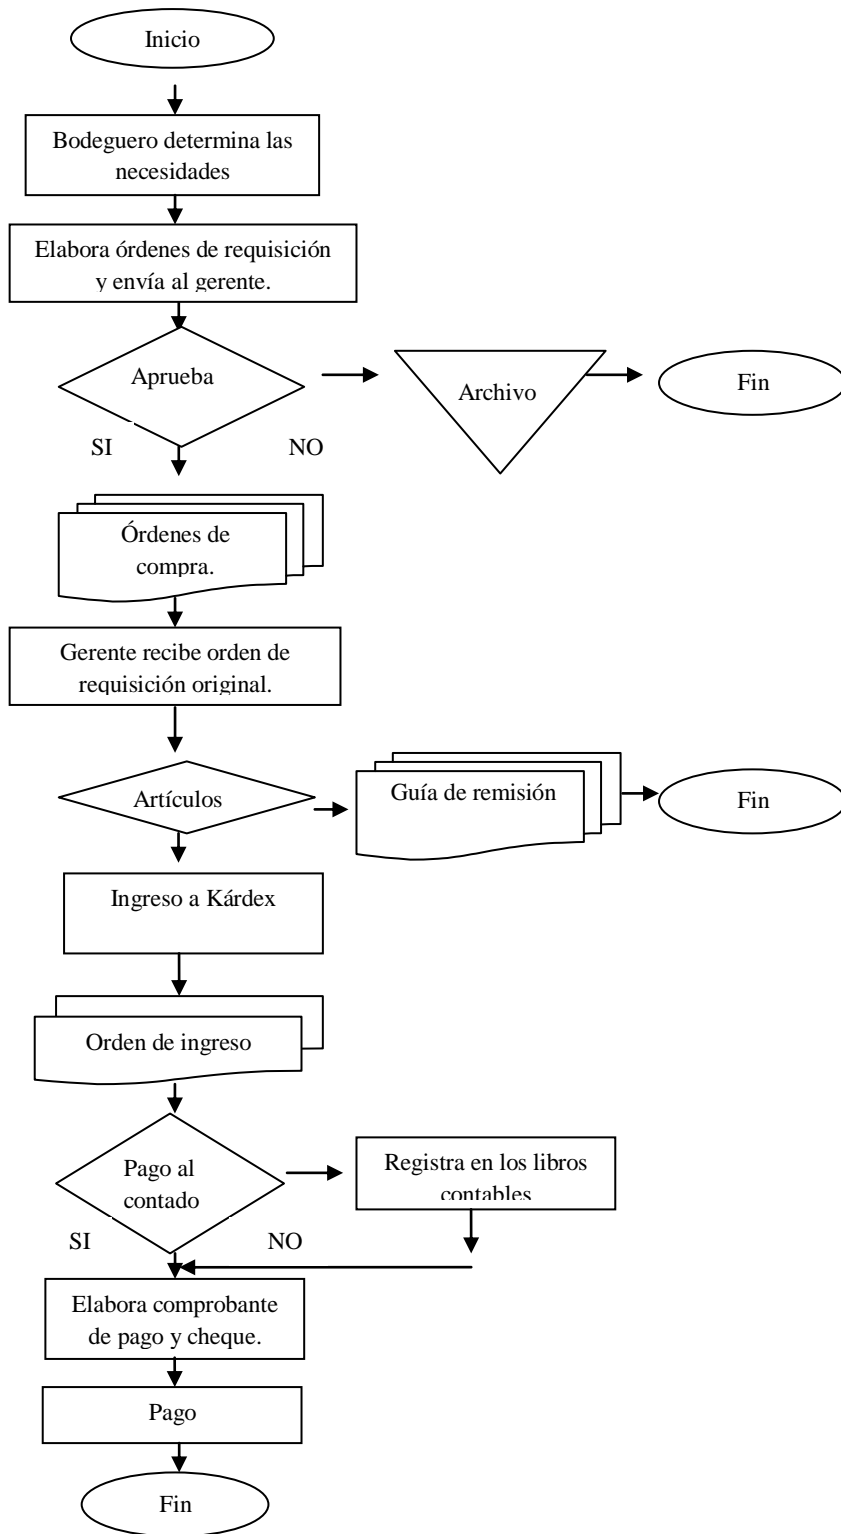 Inicio
Bodeguero determina las
necesidades
Elabora órdenes de requisición
y envía al gerente.
Aprueba
Archivo
Fin
SI
NO
Órdenes de
compra.
Gerente recibe orden de
requisición original.
Artículos
Guía de remisión
Fin
Ingreso a Kárdex
Orden de ingreso
Pago al
contado
Registra en los libros
contables
SI
NO
Elabora comprobante
de pago y cheque.
Pago
Fin